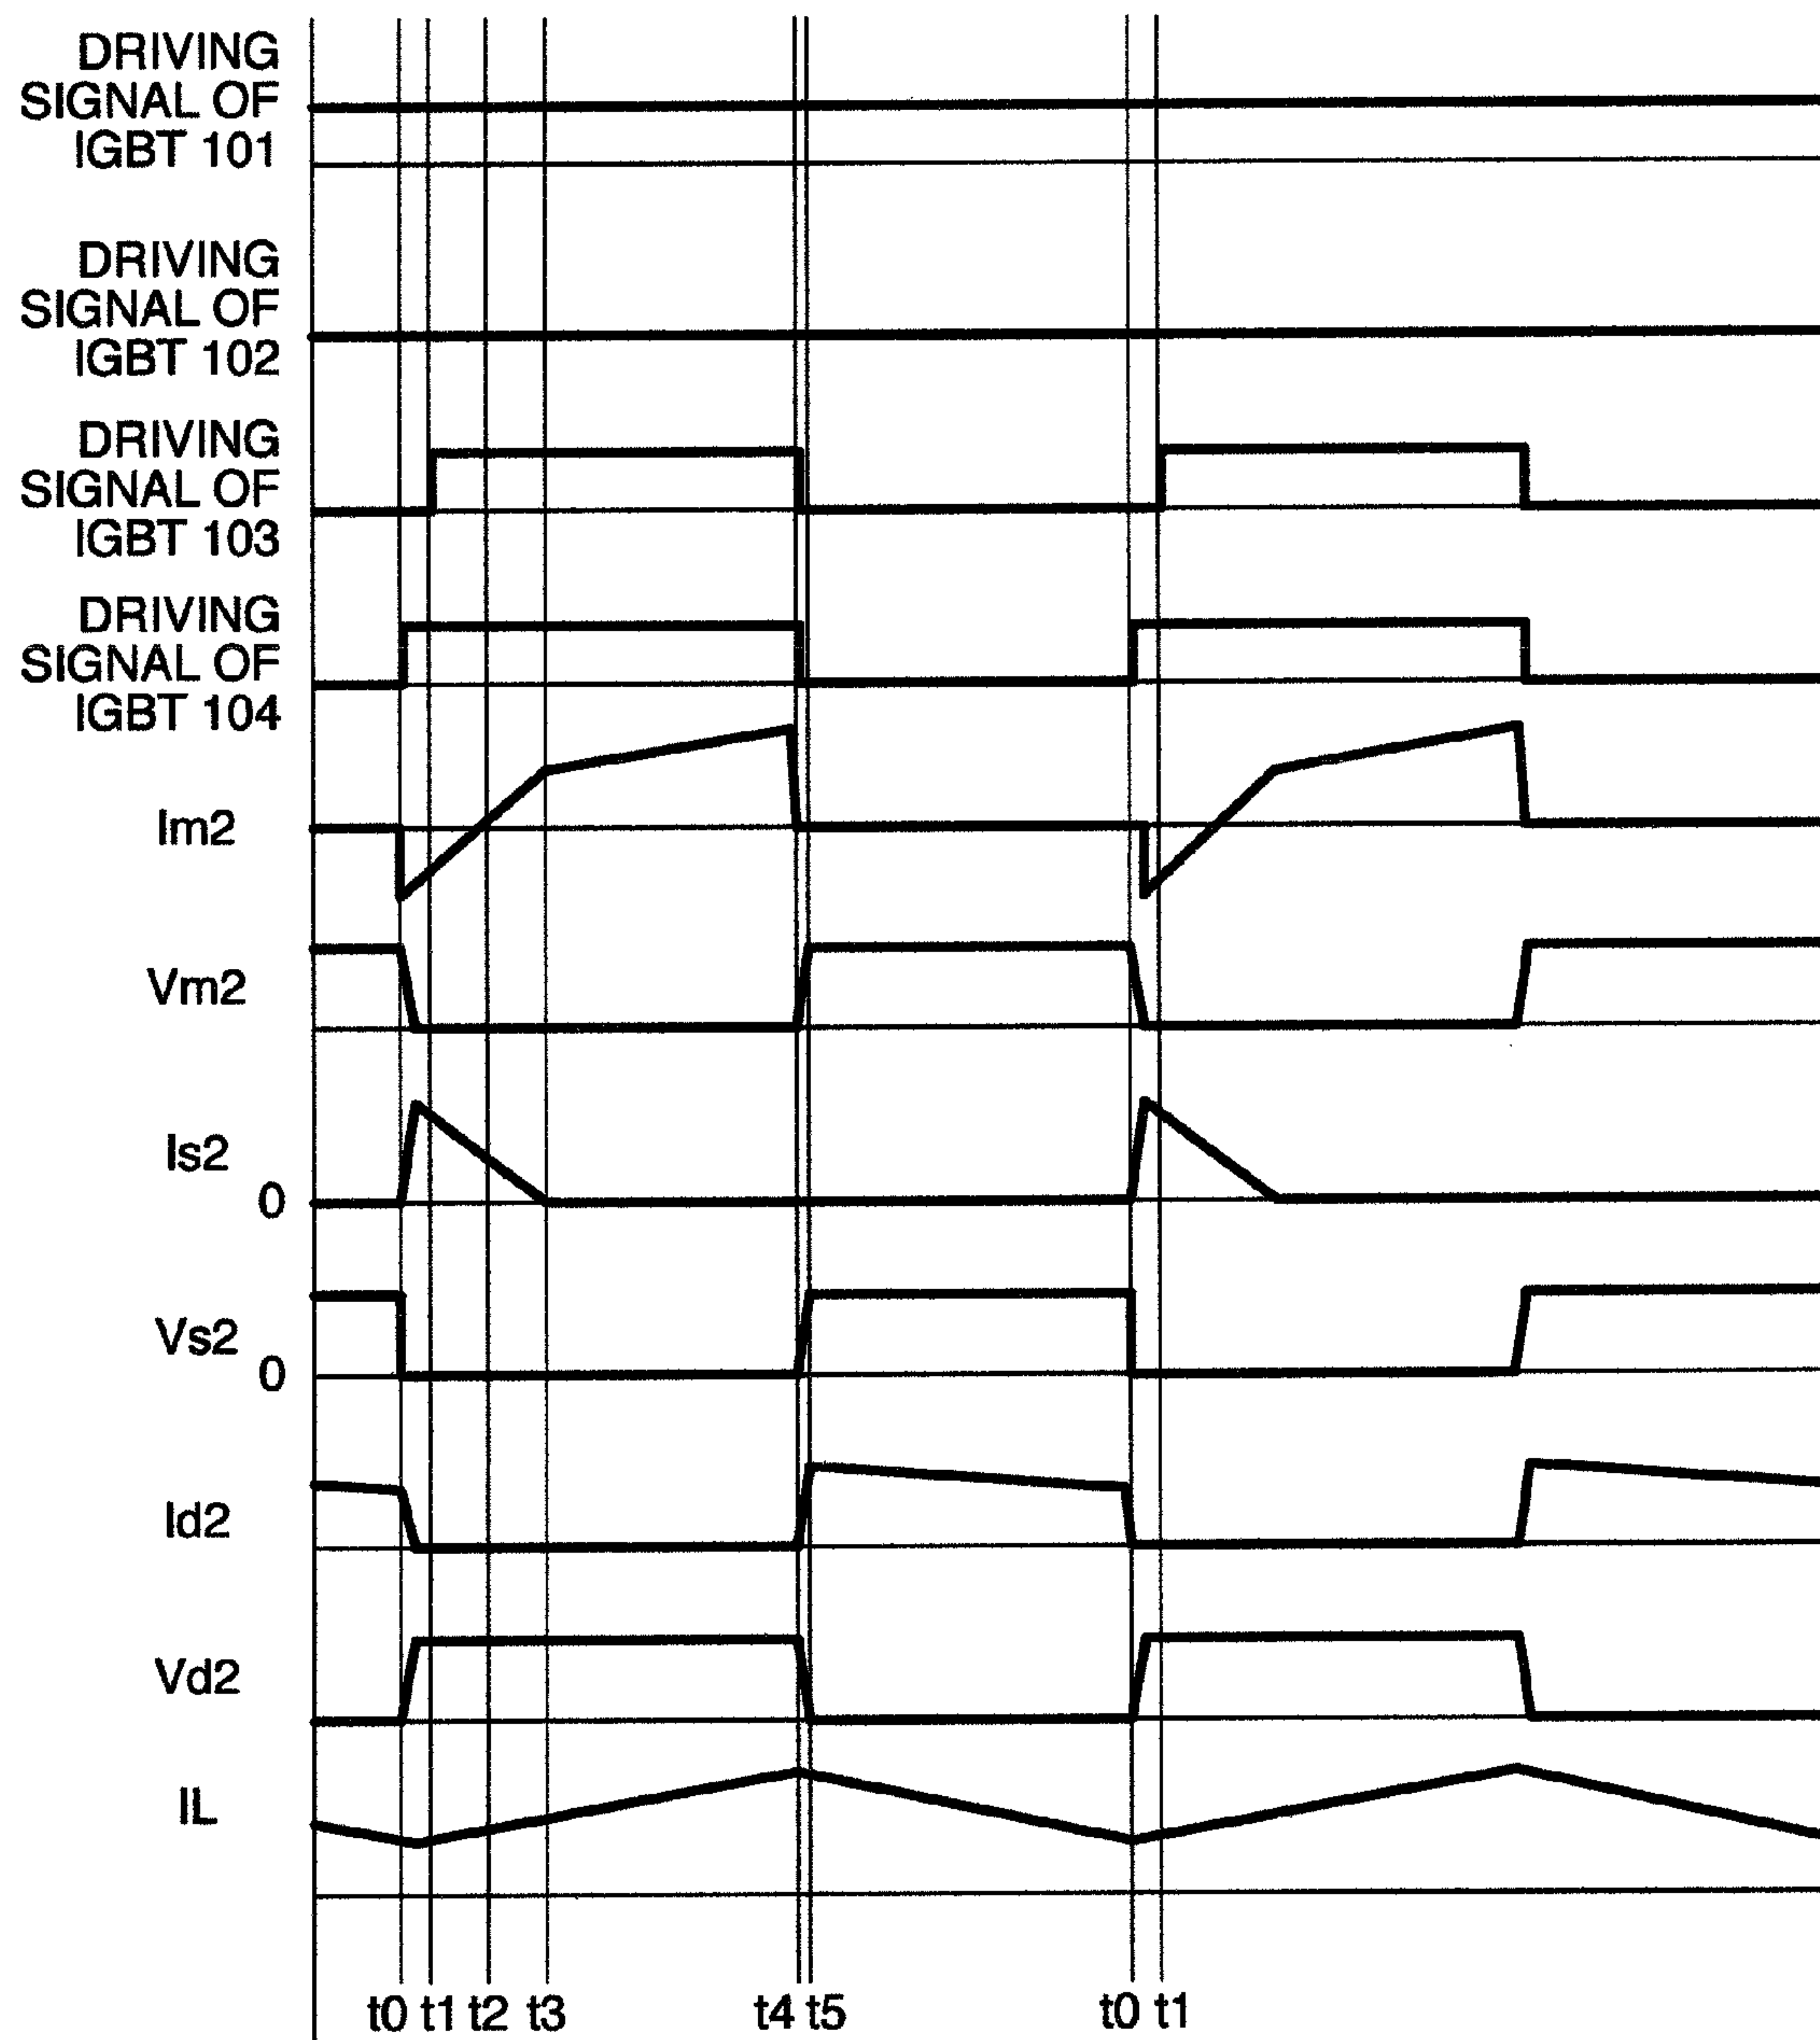 DRIVING
SIGNAL OF
IGBT 101
DRIVING
SIGNAL OF
IGBT 102
DRIVING
SIGNAL OF
IGBT 103
DRIVING
SIGNAL OF
IGBT 104
Im2
Vm2
Is2
0
Vs2
0
Id2
Vd2
IL
t0 t1 t2 t3 t4 t5 t0 t1